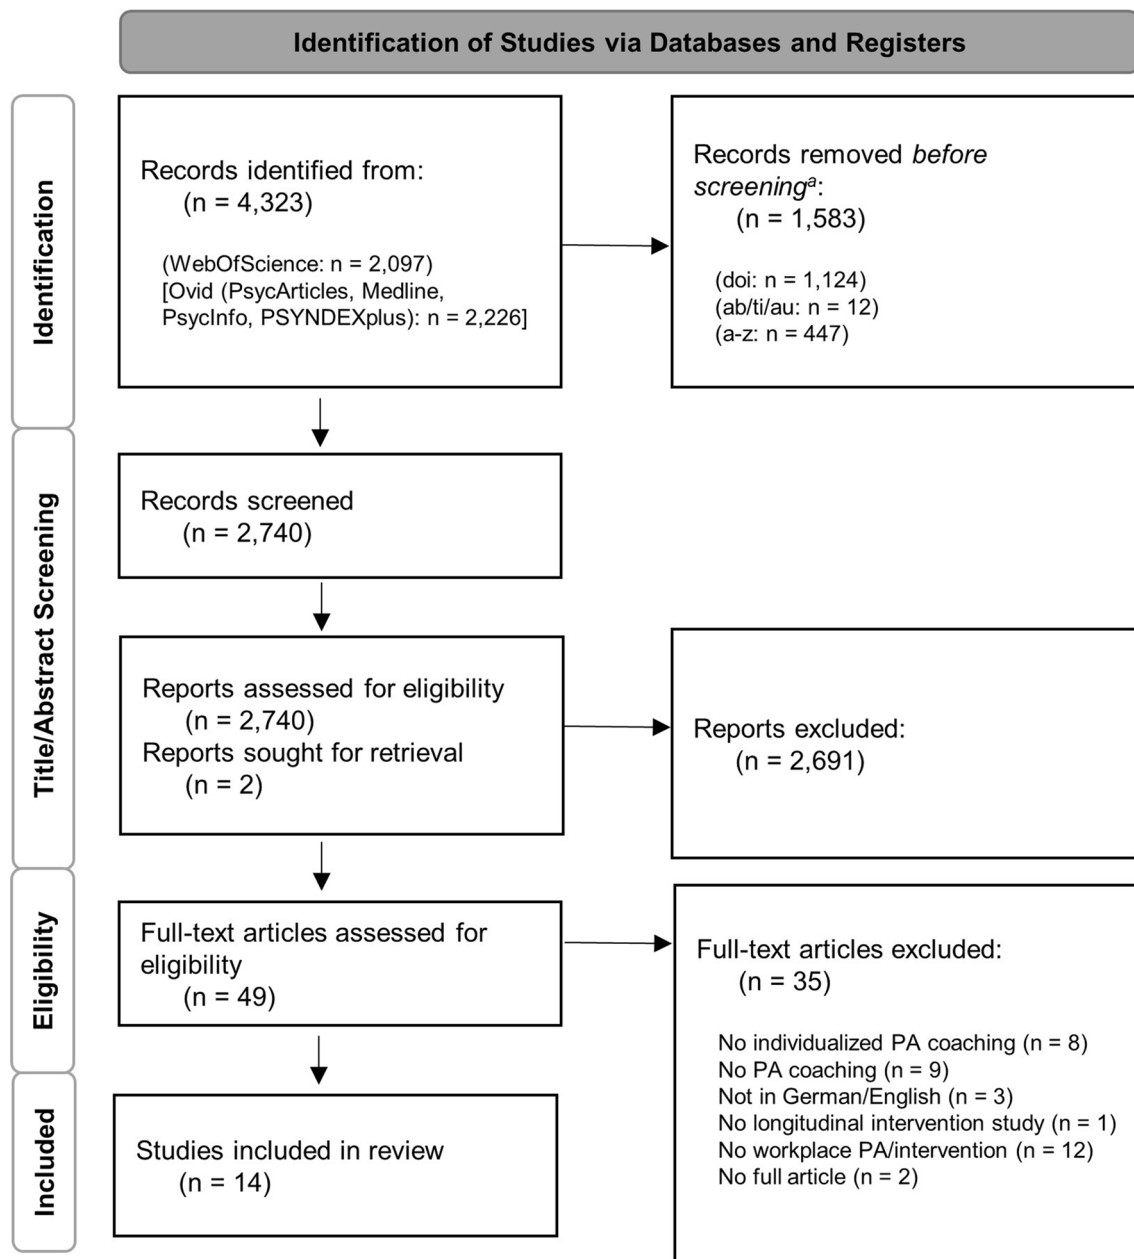 Identification of Studies via Databases and Registers
Identification
Records identified from:
(n = 4,323)
(WebOfScience: n = 2,097)
[Ovid (PsycArticles, Medline,
PsycInfo, PSYNDEXplus): n = 2,226]
Records removed before
screeningª:
(n = 1,583)
(doi: n = 1,124)
(ab/ti/au: n = 12)
(a-z: n = 447)
Title/Abstract Screening
Records screened
(n = 2,740)
Reports assessed for eligibility
(n = 2,740)
Reports sought for retrieval
(n = 2)
Reports excluded:
(n = 2,691)
Eligibility
Full-text articles assessed for
eligibility
(n = 49)
Full-text articles excluded:
(n = 35)
No individualized PA coaching (n = 8)
No PA coaching (n = 9)
Not in German/English (n = 3)
No longitudinal intervention study (n = 1)
No workplace PA/intervention (n = 12)
No full article (n = 2)
Included
Studies included in review
(n = 14)